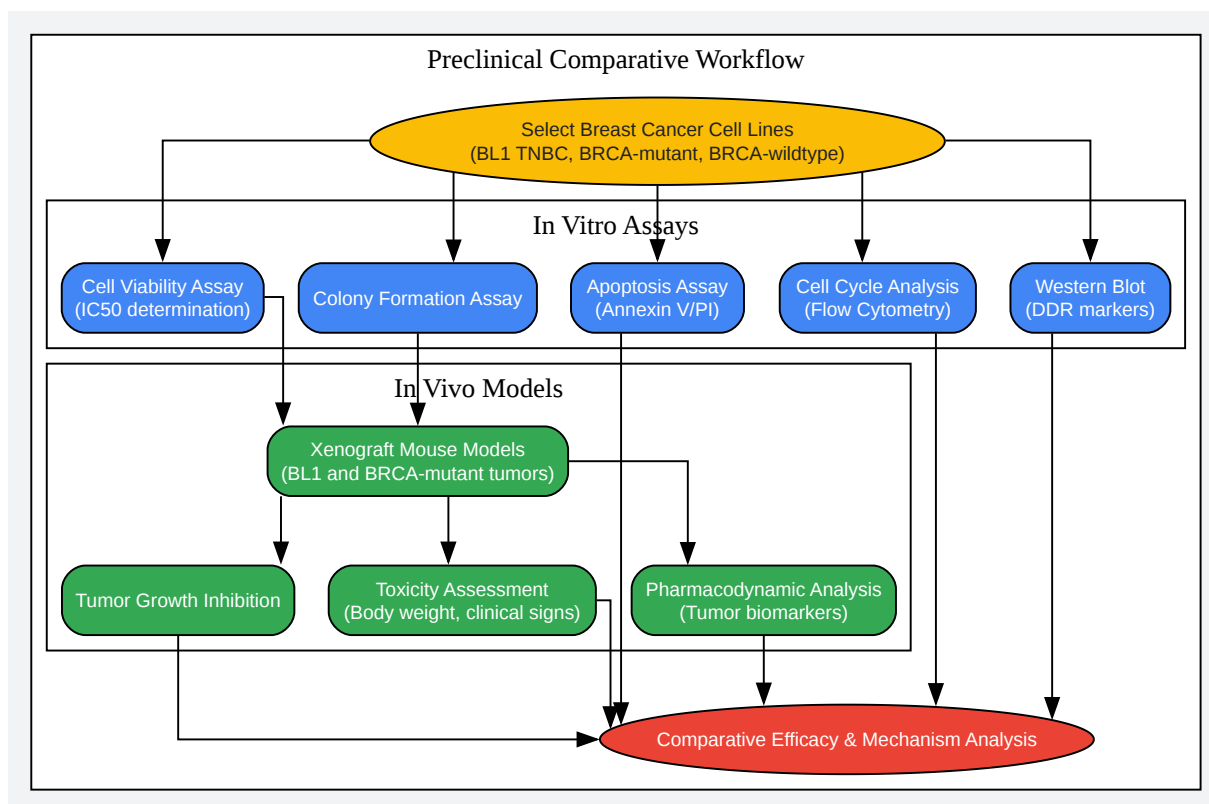 Preclinical Comparative Workflow
Select Breast Cancer Cell Lines
(BL1 TNBC, BRCA-mutant, BRCA-wildtype)
In Vitro Assays
Cell Viability Assay
(IC50 determination)
Colony Formation Assay
Apoptosis Assay
(Annexin V/PI)
Cell Cycle Analysis
(Flow Cytometry)
Western Blot
(DDR markers)
In Vivo Models
Xenograft Mouse Models
(BL1 and BRCA-mutant tumors)
Tumor Growth Inhibition
Toxicity Assessment
(Body weight, clinical signs)
Pharmacodynamic Analysis
(Tumor biomarkers)
Comparative Efficacy & Mechanism Analysis